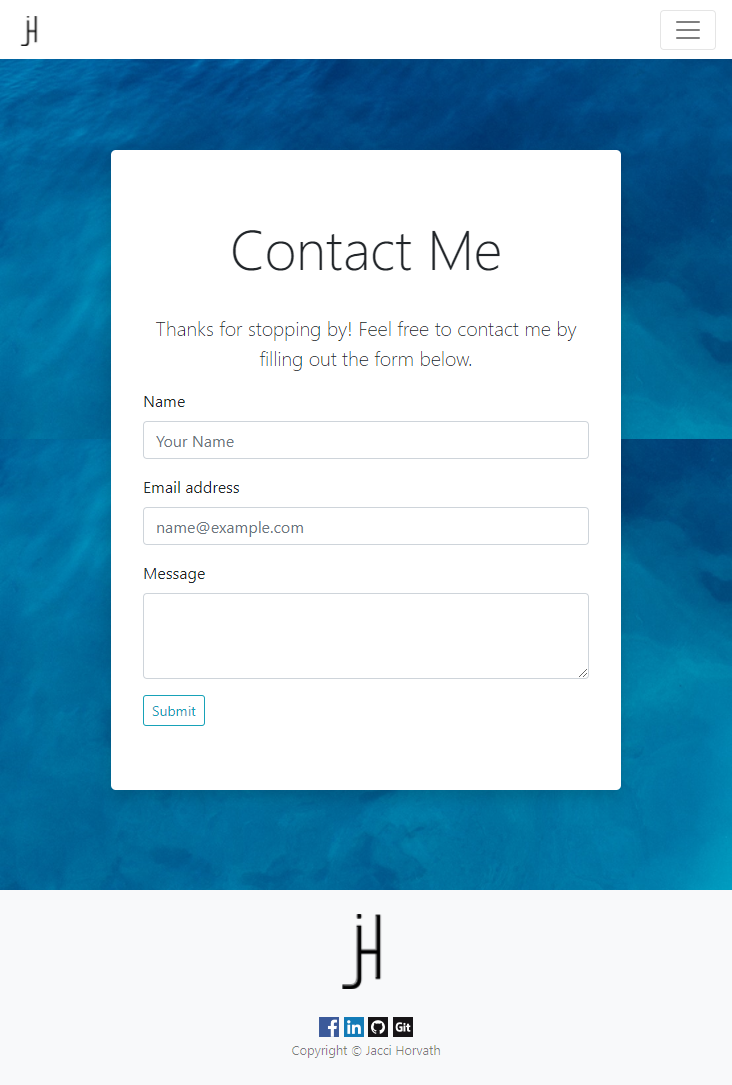 jH
Contact Me
Thanks for stopping by! Feel free to contact me by
filling out the form below.
Name
Your Name
Email address
name@example.com
Message
Submit
jH
f in Git
Copyright © Jacci Horvath